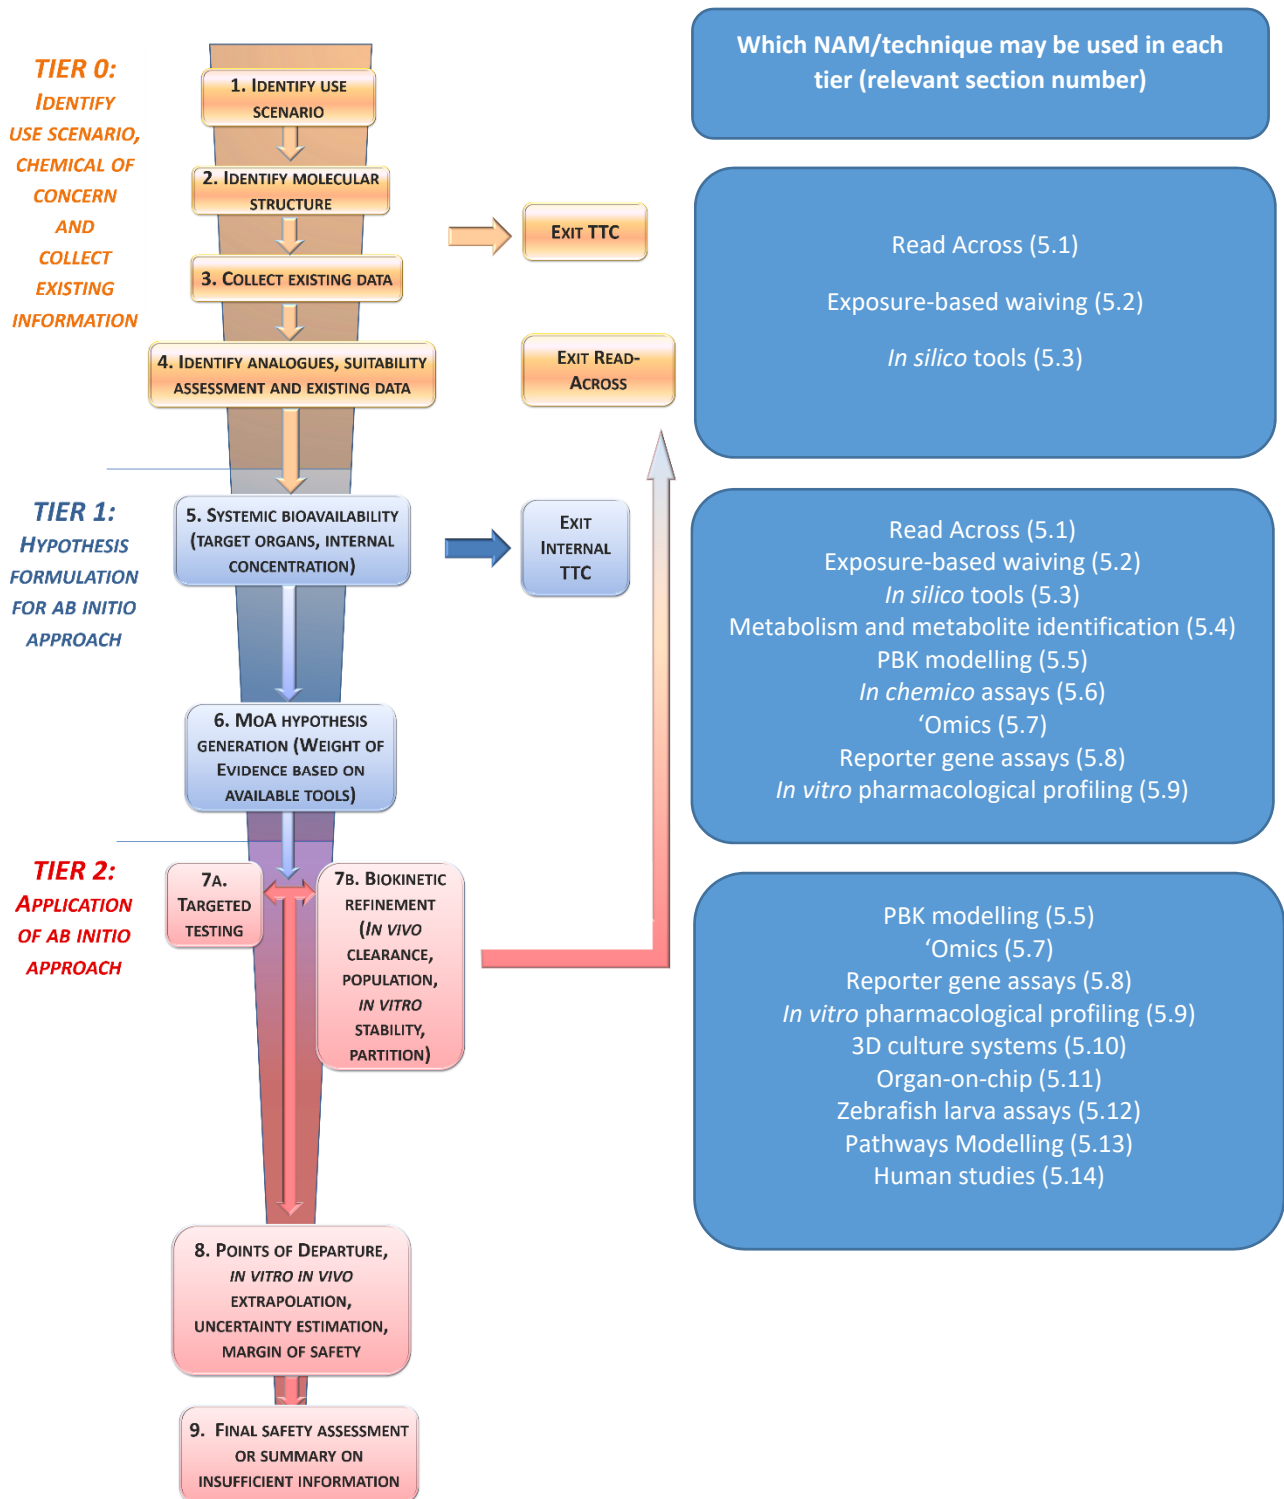 TIER 0:
IDENTIFY
USE SCENARIO,
CHEMICAL OF
CONCERN
AND
COLLECT
EXISTING
INFORMATION
1. IDENTIFY USE
SCENARIO
2. IDENTIFY MOLECULAR
STRUCTURE
3. COLLECT EXISTING DATA
4. IDENTIFY ANALOGUES, SUITABILITY
ASSESSMENT AND EXISTING DATA
EXIT TTC
EXIT READ-
ACROSS
Which NAM/technique may be used in each
tier (relevant section number)
Read Across (5.1)
Exposure-based waiving (5.2)
In silico tools (5.3)
TIER 1:
HYPOTHESIS
FORMULATION
FOR AB INITIO
APPROACH
5. SYSTEMIC BIOAVAILABILITY
(TARGET ORGANS, INTERNAL
CONCENTRATION)
EXIT
INTERNAL
TTC
6. MOA HYPOTHESIS
GENERATION (WEIGHT OF
EVIDENCE BASED ON
AVAILABLE TOOLS)
Read Across (5.1)
Exposure-based waiving (5.2)
In silico tools (5.3)
Metabolism and metabolite identification (5.4)
PBK modelling (5.5)
In chemico assays (5.6)
‘Omics (5.7)
Reporter gene assays (5.8)
In vitro pharmacological profiling (5.9)
TIER 2:
APPLICATION
OF AB INITIO
APPROACH
7A.
TARGETED
TESTING
7B. BIOKINETIC
REFINEMENT
(IN VIVO
CLEARANCE,
POPULATION,
IN VITRO
STABILITY,
PARTITION)
PBK modelling (5.5)
‘Omics (5.7)
Reporter gene assays (5.8)
In vitro pharmacological profiling (5.9)
3D culture systems (5.10)
Organ-on-chip (5.11)
Zebrafish larva assays (5.12)
Pathways Modelling (5.13)
Human studies (5.14)
8. POINTS OF DEPARTURE,
IN VITRO IN VIVO
EXTRAPOLATION,
UNCERTAINTY ESTIMATION,
MARGIN OF SAFETY
9. FINAL SAFETY ASSESSMENT
OR SUMMARY ON
INSUFFICIENT INFORMATION